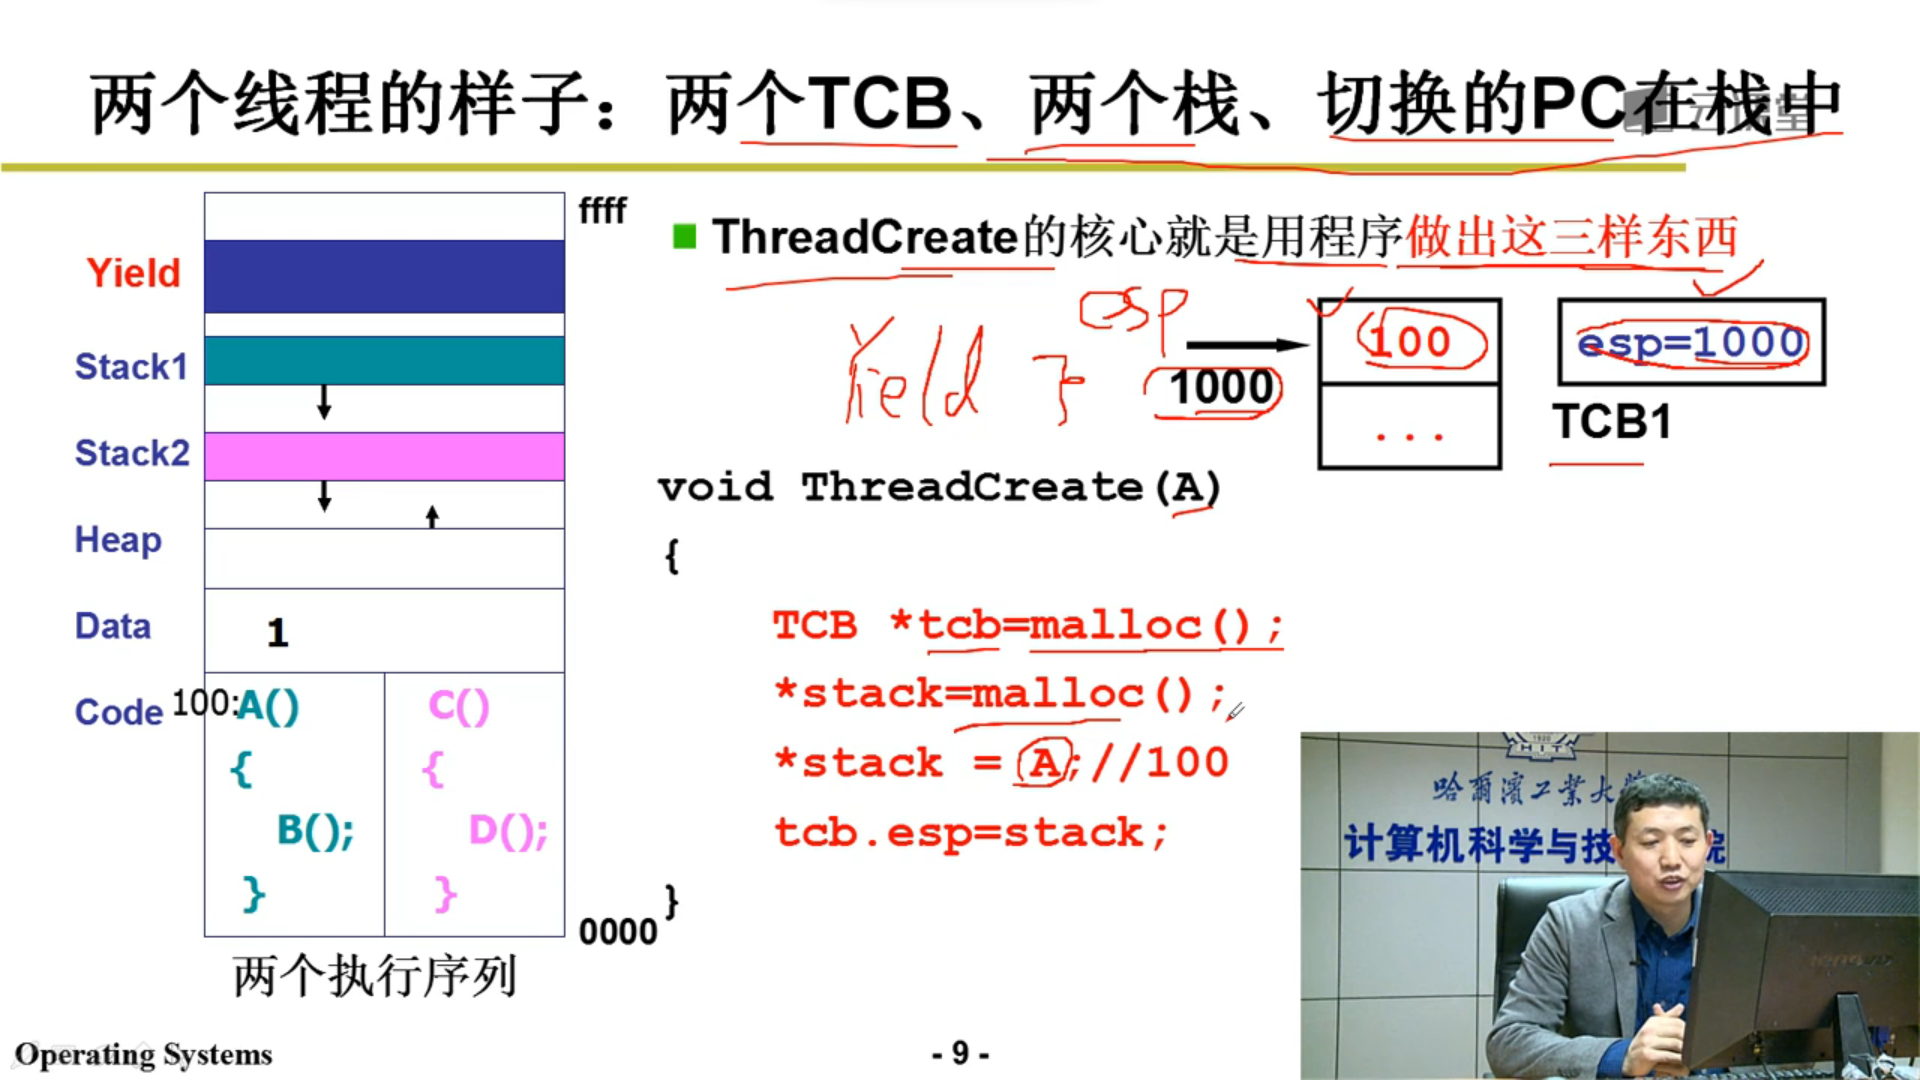 两个线程的样子：两个TCB、两个栈、切换的PC在栈中
ffff
Yield
Stack1
Stack2
Heap
Data
1
Code
100:
A()
{
B();
}
C()
{
D();
}
0000
两个执行序列
ThreadCreate的核心就是用程序做出这三样东西
Yield }
esp
1000
100
...
esp=1000
TCB1
void ThreadCreate(A)
{
TCB *tcb=malloc();
*stack=malloc();
*stack = A;//100
tcb.esp=stack;
}
1920
HIT
哈爾濱工業大學
计算机科学与技
院
Operating Systems
- 9 -